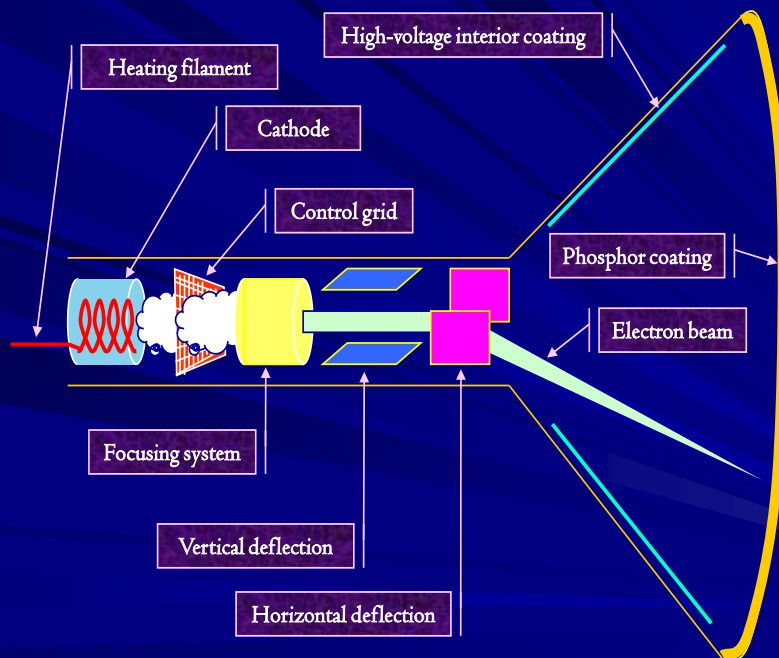 High-voltage interior coating
Heating filament
Cathode
Control grid
Phosphor coating
Electron beam
Focusing system
Vertical deflection
Horizontal deflection